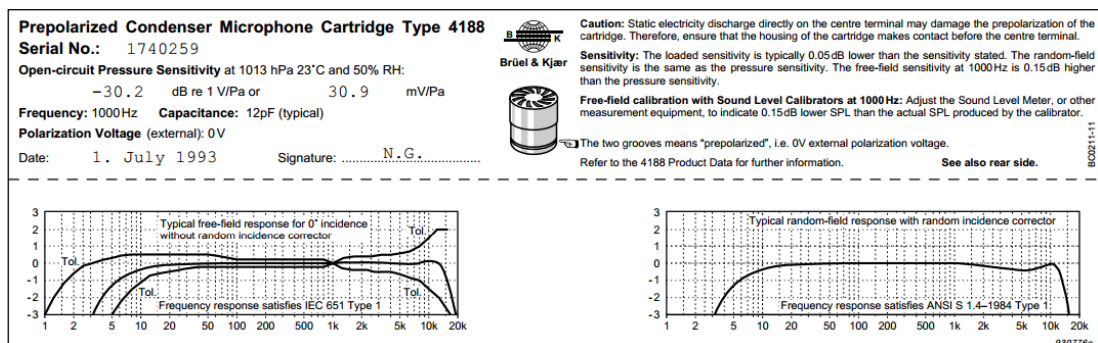 Prepolarized Condenser Microphone Cartridge Type 4188
Serial No.: 1740259
Open-circuit Pressure Sensitivity at 1013 hPa 23˚C and 50% RH:
-30.2 dB re 1 V/Pa or 30.9 mV/Pa
Frequency: 1000Hz Capacitance: 12pF (typical)
Polarization Voltage (external): 0V
Date: 1. July 1993 Signature: N.G.
B K
Brüel & Kjær
Caution: Static electricity discharge directly on the centre terminal may damage the prepolarization of the
cartridge. Therefore, ensure that the housing of the cartridge makes contact before the centre terminal.
Sensitivity: The loaded sensitivity is typically 0.05dB lower than the sensitivity stated. The random-field
sensitivity is the same as the pressure sensitivity. The free-field sensitivity at 1000Hz is 0.15dB higher
than the pressure sensitivity.
Free-field calibration with Sound Level Calibrators at 1000Hz: Adjust the Sound Level Meter, or other
measurement equipment, to indicate 0.15dB lower SPL than the actual SPL produced by the calibrator.
The two grooves means "prepolarized", i.e. 0V external polarization voltage.
Refer to the 4188 Product Data for further information. See also rear side.
BC0211-11
Typical free-field response for 0˚ incidence
without random incidence corrector
Tol.
Tol.
Tol.
Tol.
Frequency response satisfies IEC 651 Type 1
3
2
1
0
-1
-2
-3
1 2 5 10 20 50 100 200 500 1k 2k 5k 10k 20k
Typical random-field response with random incidence corrector
Frequency response satisfies ANSI S 1.4–1984 Type 1
3
2
1
0
-1
-2
-3
1 2 5 10 20 50 100 200 500 1k 2k 5k 10k 20k